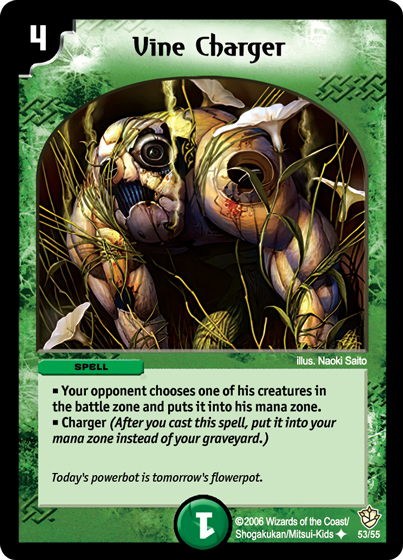 4
Vine Charger
illus. Naoki Saito
SPELL
▪ Your opponent chooses one of his creatures in
the battle zone and puts it into his mana zone.
▪ Charger (After you cast this spell, put it into your
mana zone instead of your graveyard.)
Today's powerbot is tomorrow's flowerpot.
1
©2006 Wizards of the Coast/
Shogakukan/Mitsui-Kids ✦ 53/55